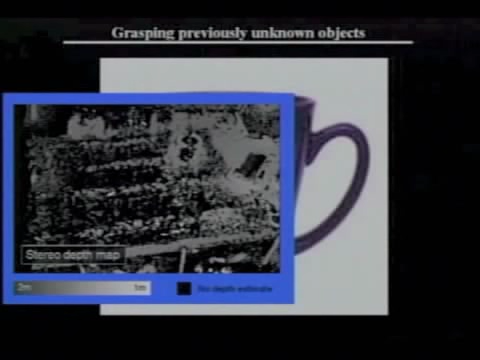 Grasping previously unknown objects
Stereo depth map
2m
1m
No depth estimate